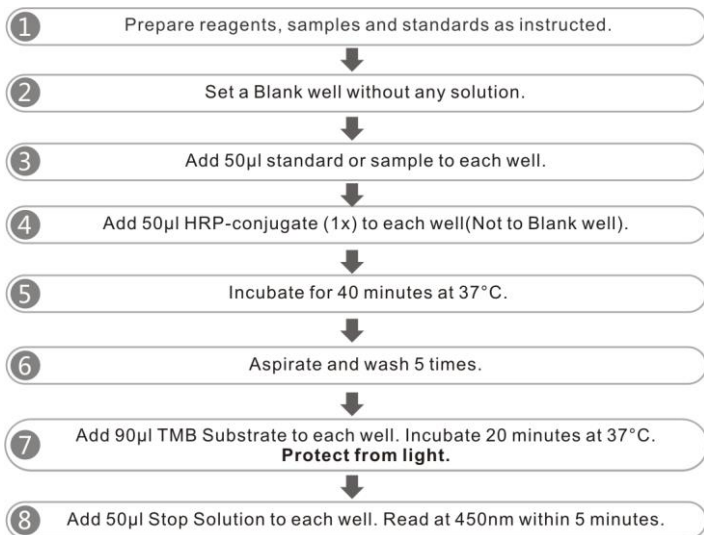 1 Prepare reagents, samples and standards as instructed.
2 Set a Blank well without any solution.
3 Add 50μl standard or sample to each well.
4 Add 50μl HRP-conjugate (1x) to each well(Not to Blank well).
5 Incubate for 40 minutes at 37°C.
6 Aspirate and wash 5 times.
7 Add 90μl TMB Substrate to each well. Incubate 20 minutes at 37°C.
Protect from light.
8 Add 50μl Stop Solution to each well. Read at 450nm within 5 minutes.